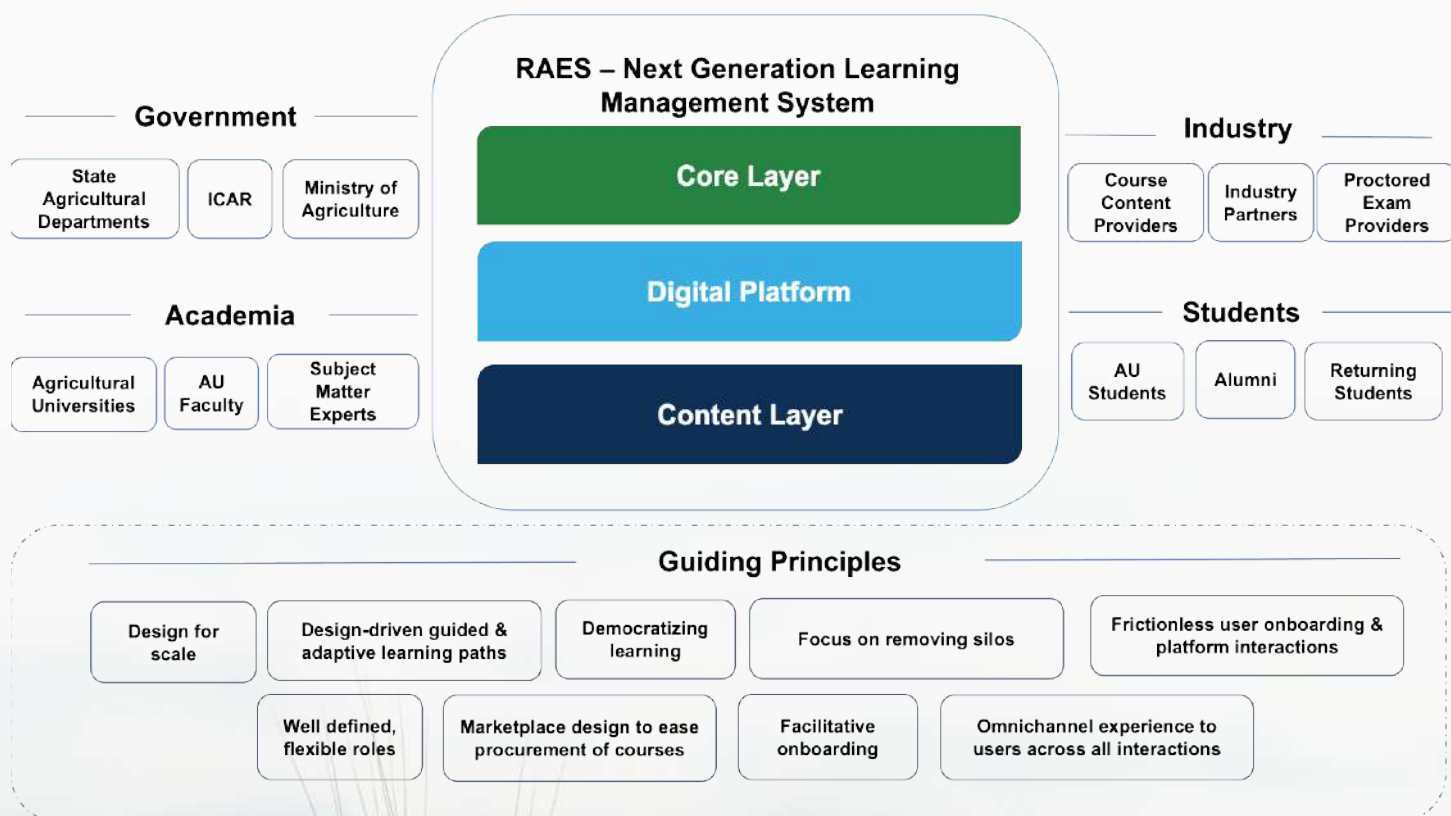 RAES – Next Generation Learning
Management System
Core Layer
Digital Platform
Content Layer
Government
State
Agricultural
Departments
ICAR
Ministry of
Agriculture
Academia
Agricultural
Universities
AU
Faculty
Subject
Matter
Experts
Industry
Course
Content
Providers
Industry
Partners
Proctored
Exam
Providers
Students
AU
Students
Alumni
Returning
Students
Guiding Principles
Design for
scale
Design-driven guided &
adaptive learning paths
Democratizing
learning
Focus on removing silos
Frictionless user onboarding &
platform interactions
Well defined,
flexible roles
Marketplace design to ease
procurement of courses
Facilitative
onboarding
Omnichannel experience to
users across all interactions